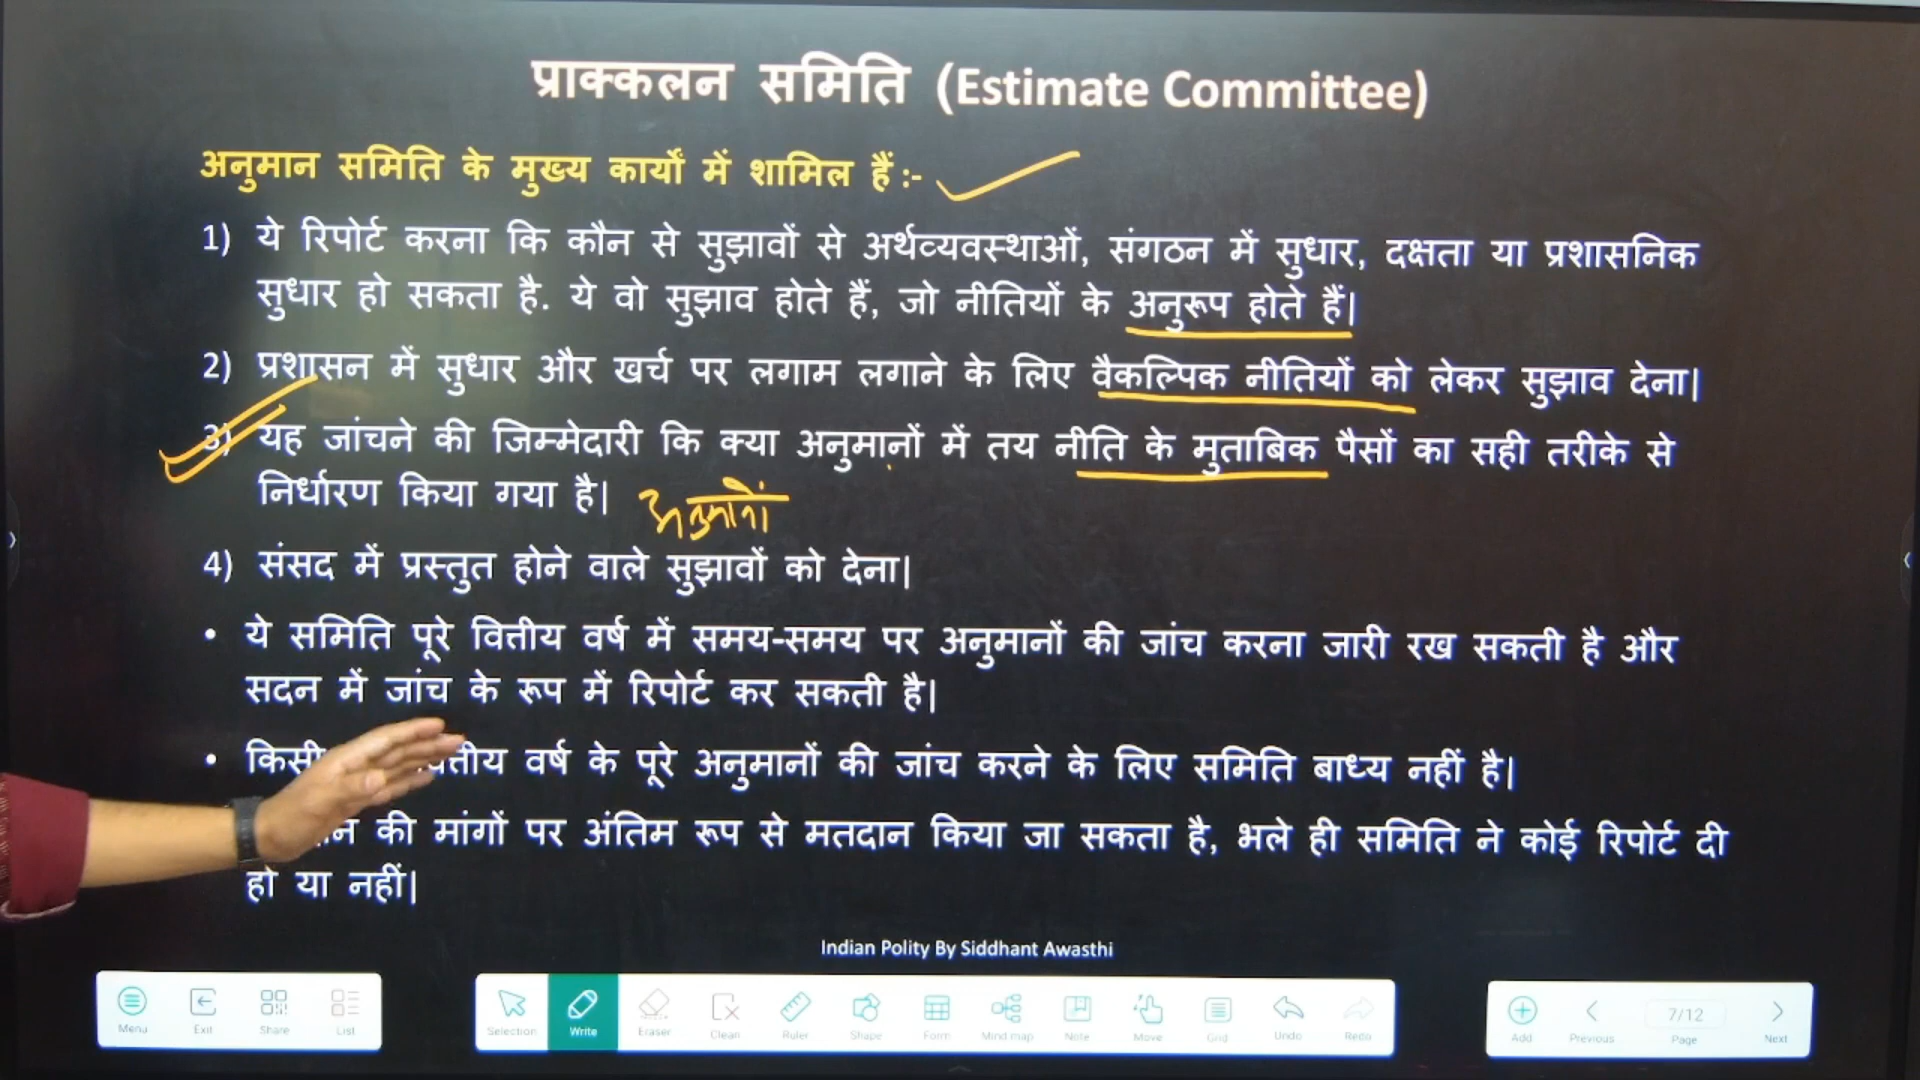 प्राक्कलन समिति (Estimate Committee)
अनुमान समिति के मुख्य कार्यों में शामिल हैं :-
1) ये रिपोर्ट करना कि कौन से सुझावों से अर्थव्यवस्थाओं, संगठन में सुधार, दक्षता या प्रशासनिक
सुधार हो सकता है. ये वो सुझाव होते हैं, जो नीतियों के अनुरूप होते हैं|
2) प्रशासन में सुधार और खर्च पर लगाम लगाने के लिए वैकल्पिक नीतियों को लेकर सुझाव देना|
3) यह जांचने की जिम्मेदारी कि क्या अनुमानों में तय नीति के मुताबिक पैसों का सही तरीके से
निर्धारण किया गया है| अनुमानों
4) संसद में प्रस्तुत होने वाले सुझावों को देना|
• ये समिति पूरे वित्तीय वर्ष में समय-समय पर अनुमानों की जांच करना जारी रख सकती है और
सदन में जांच के रूप में रिपोर्ट कर सकती है|
• किसी वर्ष के पूरे अनुमानों की जांच करने के लिए समिति बाध्य नहीं है|
की मांगों पर अंतिम रूप से मतदान किया जा सकता है, भले ही समिति ने कोई रिपोर्ट दी
हो या नहीं|
Indian Polity By Siddhant Awasthi
Menu Exit Share List Selection Write Eraser Clean Ruler Shape Form Mind map Note Move Grid Undo Redo Add Previous 7/12 Page Next